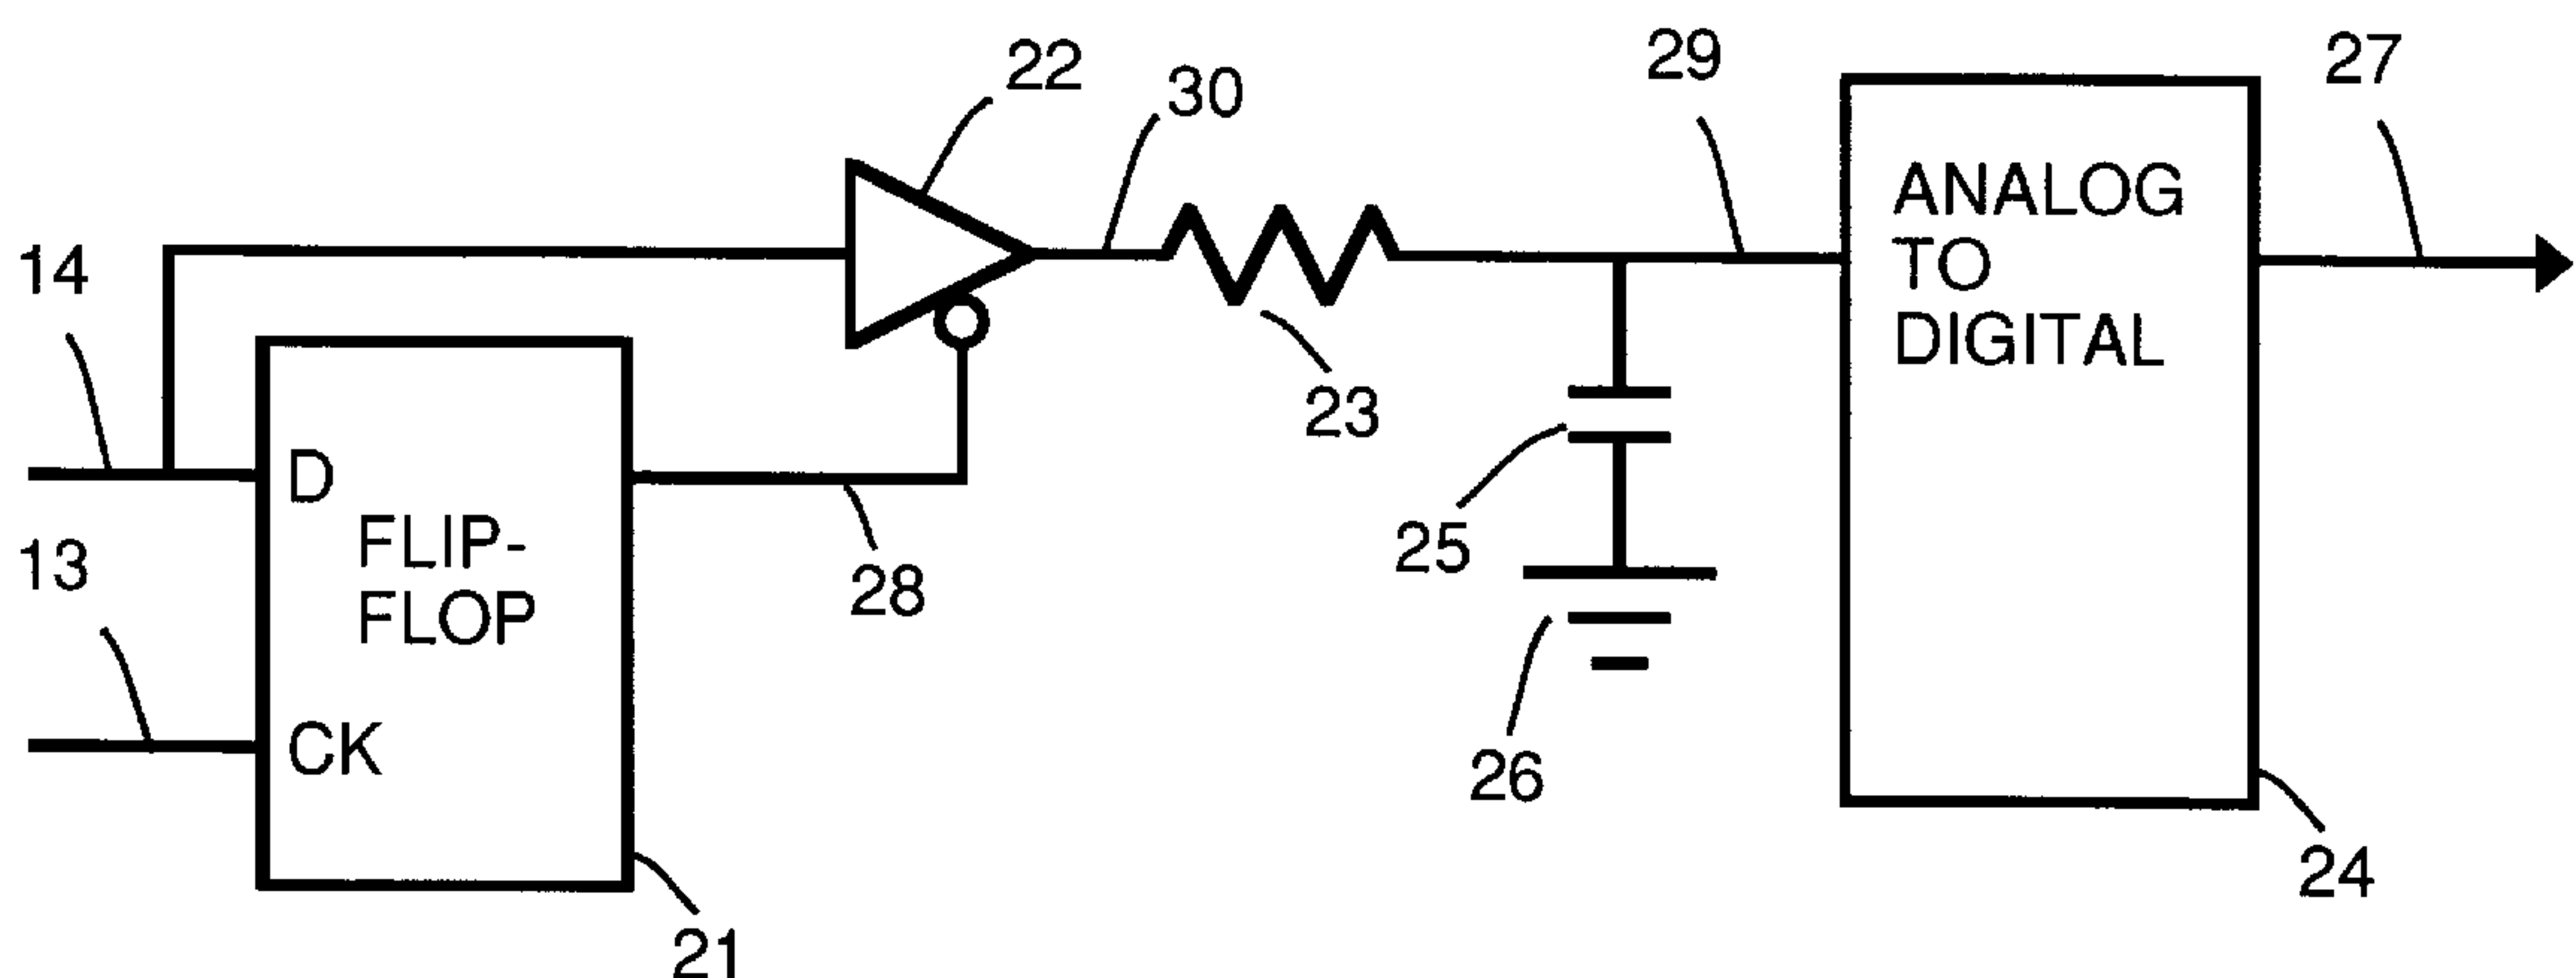 22
30
29
27
14
ANALOG
TO
DIGITAL
23
D
FLIP-
FLOP
13
25
28
CK
26
24
21